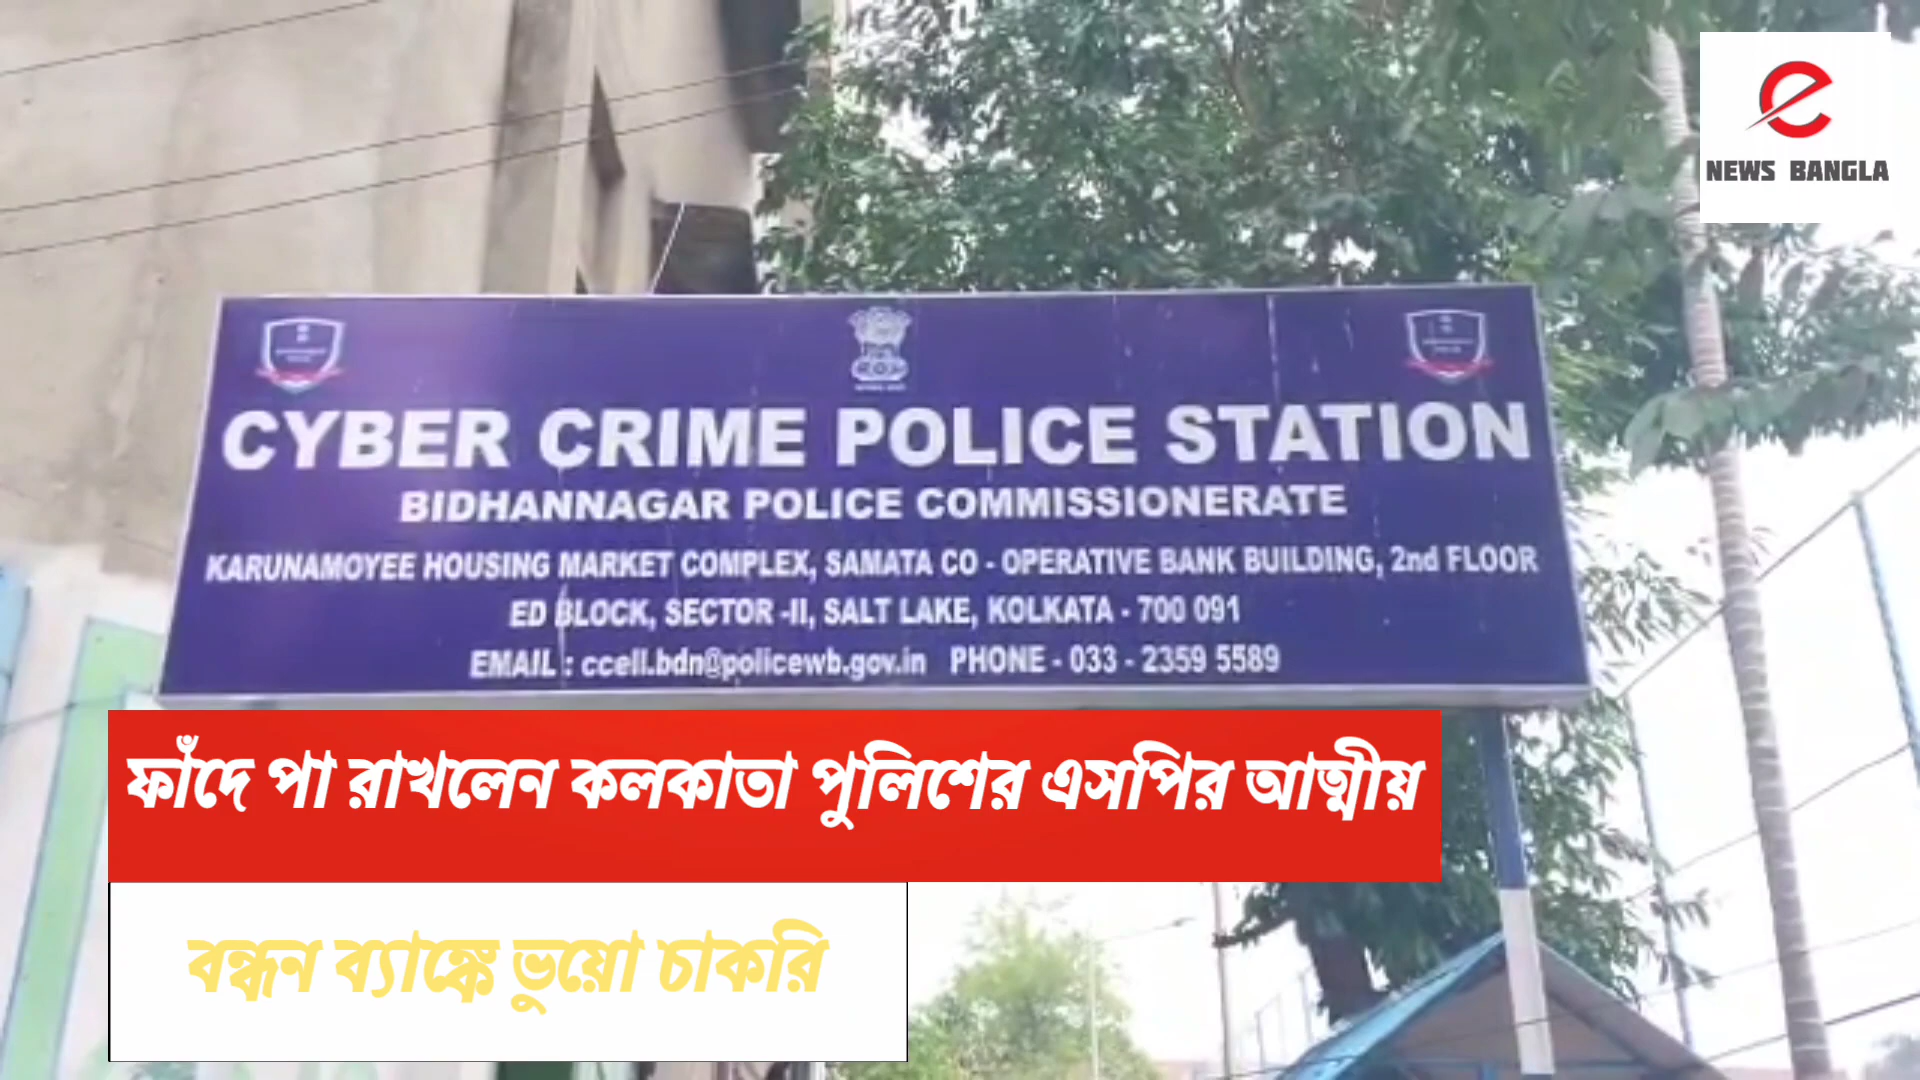 e
NEWS BANGLA
CYBER CRIME POLICE STATION
BIDHANNAGAR POLICE COMMISSIONERATE
KARUNAMOYEE HOUSING MARKET COMPLEX, SAMATA CO - OPERATIVE BANK BUILDING, 2nd FLOOR
ED BLOCK, SECTOR -II, SALT LAKE, KOLKATA - 700 091
EMAIL : ccell.bdn@policewb.gov.in PHONE - 033 - 2359 5589
ফাঁদে পা রাখলেন কলকাতা পুলিশের এসপির আত্মীয়
বন্ধন ব্যাঙ্কে ভুয়ো চাকরি